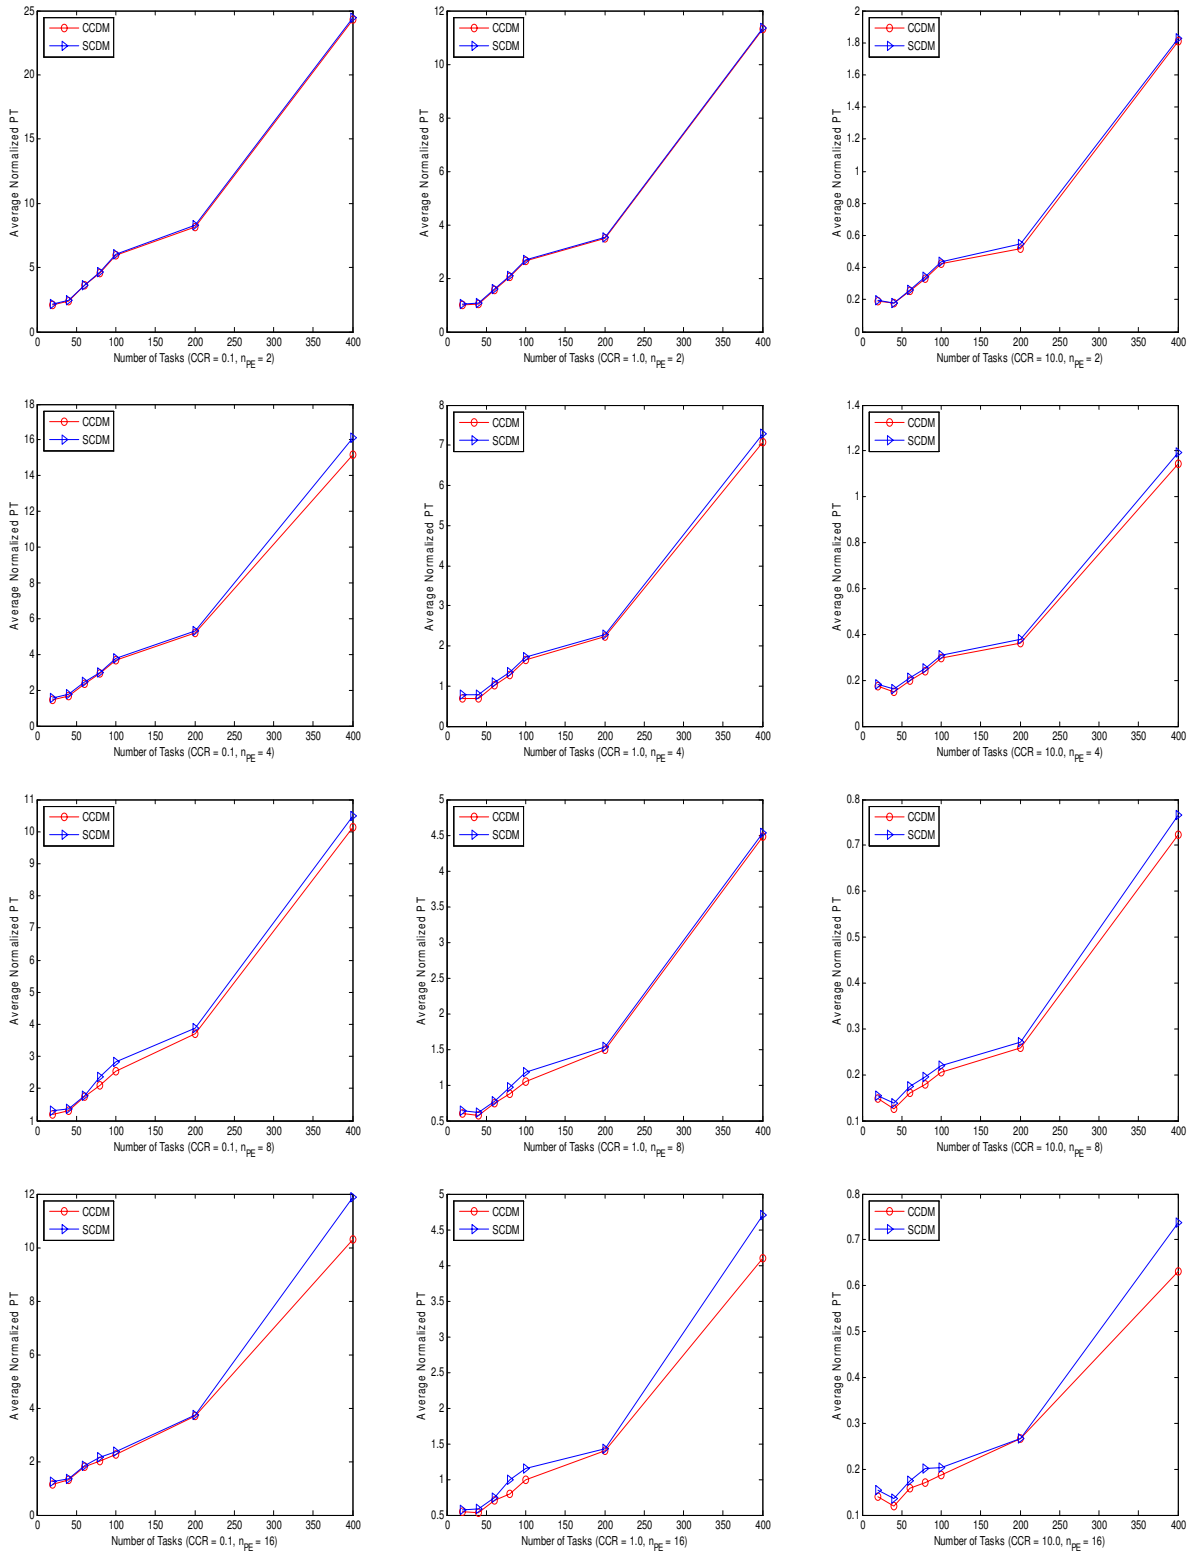 25
20
15
10
5
0
0 50 100 150 200 250 300 350 400
Average Normalized PT
Number of Tasks (CCR = 0.1, nPE = 2)
CCDM
SCDM
12
10
8
6
4
2
0
0 50 100 150 200 250 300 350 400
Average Normalized PT
Number of Tasks (CCR = 1.0, nPE = 2)
CCDM
SCDM
2
1.8
1.6
1.4
1.2
1
0.8
0.6
0.4
0.2
0
0 50 100 150 200 250 300 350 400
Average Normalized PT
Number of Tasks (CCR = 10.0, nPE = 2)
CCDM
SCDM
18
16
14
12
10
8
6
4
2
0
0 50 100 150 200 250 300 350 400
Average Normalized PT
Number of Tasks (CCR = 0.1, nPE = 4)
CCDM
SCDM
8
7
6
5
4
3
2
1
0
0 50 100 150 200 250 300 350 400
Average Normalized PT
Number of Tasks (CCR = 1.0, nPE = 4)
CCDM
SCDM
1.4
1.2
1
0.8
0.6
0.4
0.2
0
0 50 100 150 200 250 300 350 400
Average Normalized PT
Number of Tasks (CCR = 10.0, nPE = 4)
CCDM
SCDM
11
10
9
8
7
6
5
4
3
2
1
0 50 100 150 200 250 300 350 400
Average Normalized PT
Number of Tasks (CCR = 0.1, nPE = 8)
CCDM
SCDM
5
4.5
4
3.5
3
2.5
2
1.5
1
0.5
0 50 100 150 200 250 300 350 400
Average Normalized PT
Number of Tasks (CCR = 1.0, nPE = 8)
CCDM
SCDM
0.8
0.7
0.6
0.5
0.4
0.3
0.2
0.1
0 50 100 150 200 250 300 350 400
Average Normalized PT
Number of Tasks (CCR = 10.0, nPE = 8)
CCDM
SCDM
12
10
8
6
4
2
0
0 50 100 150 200 250 300 350 400
Average Normalized PT
Number of Tasks (CCR = 0.1, nPE = 16)
CCDM
SCDM
5
4.5
4
3.5
3
2.5
2
1.5
1
0.5
0 50 100 150 200 250 300 350 400
Average Normalized PT
Number of Tasks (CCR = 1.0, nPE = 16)
CCDM
SCDM
0.8
0.7
0.6
0.5
0.4
0.3
0.2
0.1
0 50 100 150 200 250 300 350 400
Average Normalized PT
Number of Tasks (CCR = 10.0, nPE = 16)
CCDM
SCDM